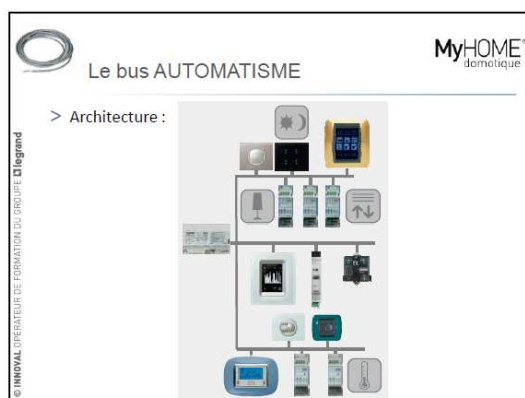 Le bus AUTOMATISME
MyHOME®
domotique
> Architecture :
© INNOVAL OPÉRATEUR DE FORMATION DU GROUPE legrand